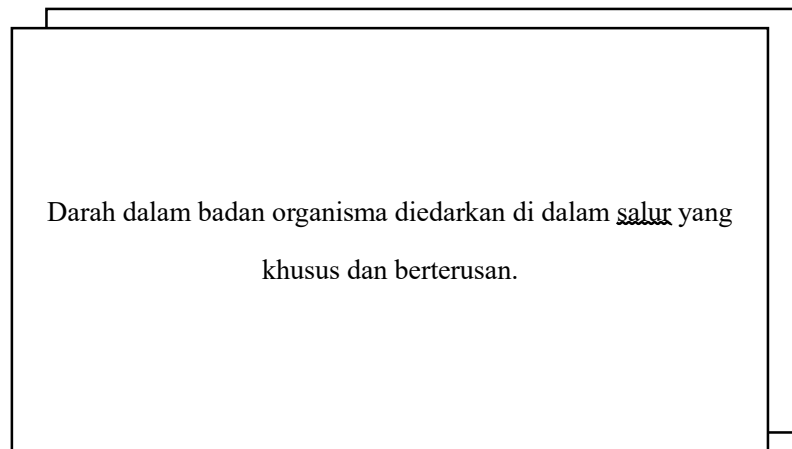 Darah dalam badan organisma diedarkan di dalam salur yang
khusus dan berterusan.